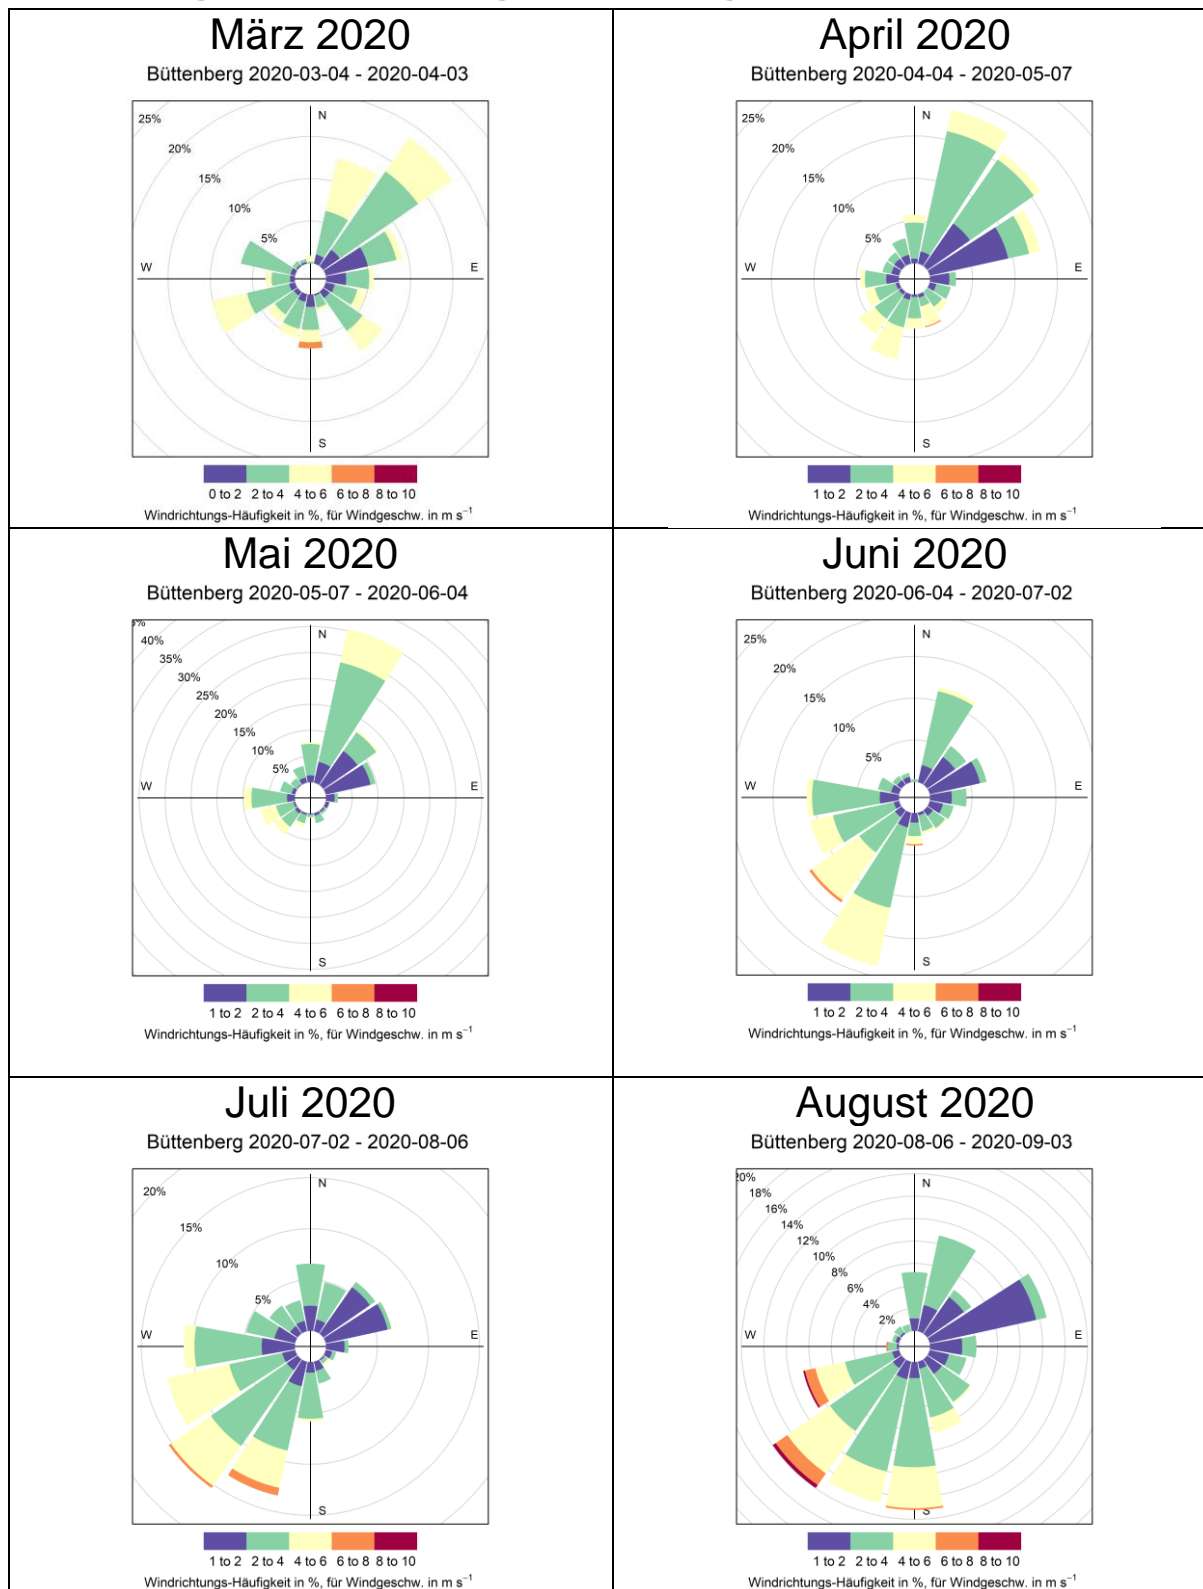 März 2020
Büttenberg 2020-03-04 - 2020-04-03
25%
20%
15%
10%
5%
N
W
E
S
0 to 2 2 to 4 4 to 6 6 to 8 8 to 10
Windrichtungs-Häufigkeit in %, für Windgeschw. in m s⁻¹
April 2020
Büttenberg 2020-04-04 - 2020-05-07
25%
20%
15%
10%
5%
N
W
E
S
1 to 2 2 to 4 4 to 6 6 to 8 8 to 10
Windrichtungs-Häufigkeit in %, für Windgeschw. in m s⁻¹
Mai 2020
Büttenberg 2020-05-07 - 2020-06-04
40%
35%
30%
25%
20%
15%
10%
5%
N
W
E
S
1 to 2 2 to 4 4 to 6 6 to 8 8 to 10
Windrichtungs-Häufigkeit in %, für Windgeschw. in m s⁻¹
Juni 2020
Büttenberg 2020-06-04 - 2020-07-02
25%
20%
15%
10%
5%
N
W
E
S
1 to 2 2 to 4 4 to 6 6 to 8 8 to 10
Windrichtungs-Häufigkeit in %, für Windgeschw. in m s⁻¹
Juli 2020
Büttenberg 2020-07-02 - 2020-08-06
20%
15%
10%
5%
N
W
E
S
1 to 2 2 to 4 4 to 6 6 to 8 8 to 10
Windrichtungs-Häufigkeit in %, für Windgeschw. in m s⁻¹
August 2020
Büttenberg 2020-08-06 - 2020-09-03
18%
16%
14%
12%
10%
8%
6%
4%
2%
N
W
E
S
1 to 2 2 to 4 4 to 6 6 to 8 8 to 10
Windrichtungs-Häufigkeit in %, für Windgeschw. in m s⁻¹